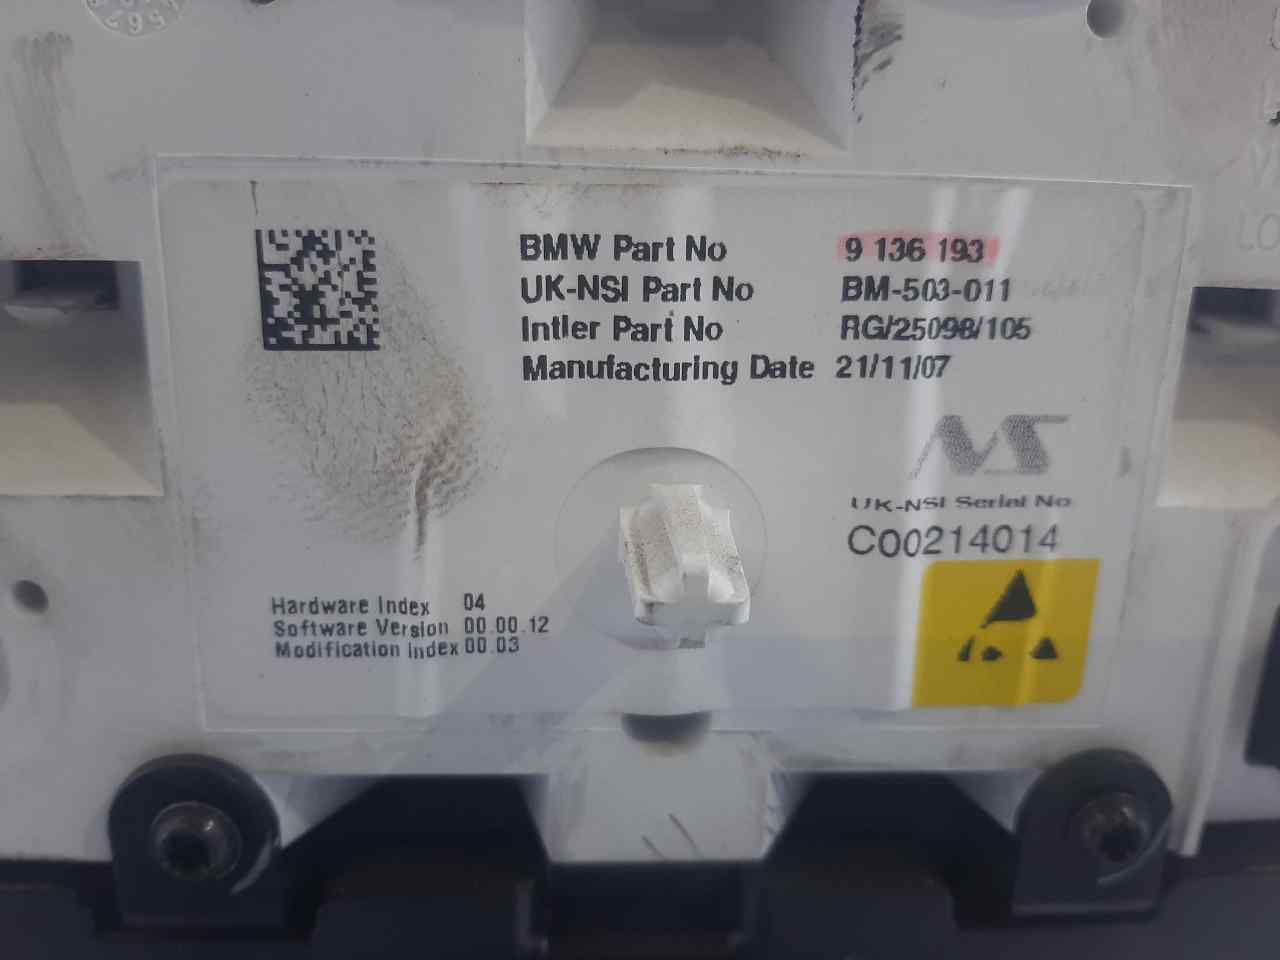 BMW Part No 9 136 193
UK-NSI Part No BM-503-011
Intier Part No RG/25098/105
Manufacturing Date 21/11/07
NS
UK-NSI Serial No
C00214014
Hardware Index 04
Software Version 00.00.12
Modification Index 00.03